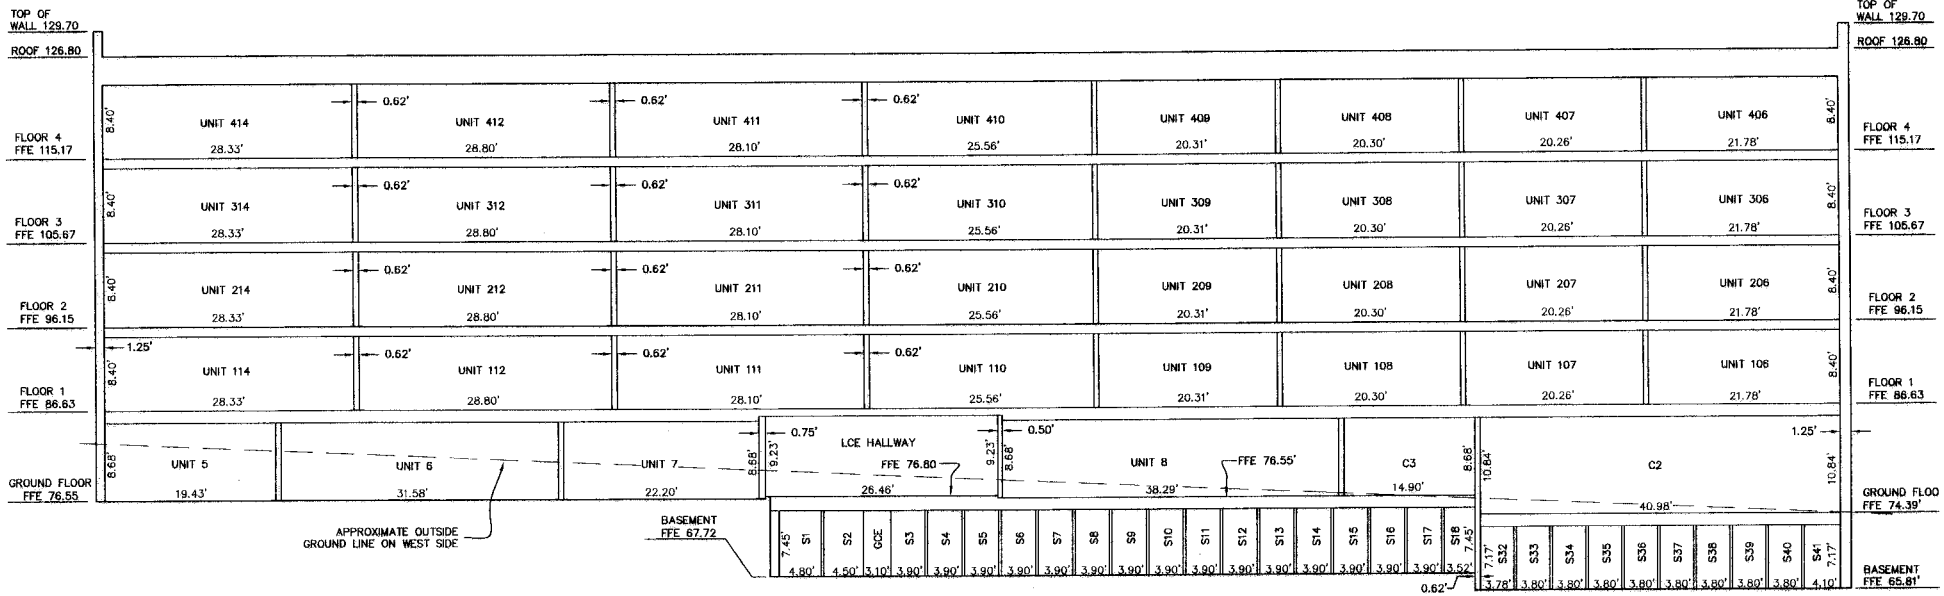 TOP OF
WALL 129.70
ROOF 126.80
TOP OF
WALL 129.70
ROOF 126.80
FLOOR 4
FFE 115.17
8.40'
UNIT 414
28.33'
0.62'
UNIT 412
28.80'
0.62'
UNIT 411
28.10'
0.62'
UNIT 410
25.56'
UNIT 409
20.31'
UNIT 408
20.30'
UNIT 407
20.26'
UNIT 406
21.78'
8.40'
FLOOR 4
FFE 115.17
FLOOR 3
FFE 105.67
8.40'
UNIT 314
28.33'
0.62'
UNIT 312
28.80'
0.62'
UNIT 311
28.10'
0.62'
UNIT 310
25.56'
UNIT 309
20.31'
UNIT 308
20.30'
UNIT 307
20.26'
UNIT 306
21.78'
8.40'
FLOOR 3
FFE 105.67
FLOOR 2
FFE 96.15
8.40'
UNIT 214
28.33'
0.62'
UNIT 212
28.80'
0.62'
UNIT 211
28.10'
0.62'
UNIT 210
25.56'
UNIT 209
20.31'
UNIT 208
20.30'
UNIT 207
20.26'
UNIT 206
21.78'
8.40'
FLOOR 2
FFE 96.15
1.25'
FLOOR 1
FFE 86.63
8.40'
UNIT 114
28.33'
0.62'
UNIT 112
28.80'
0.62'
UNIT 111
28.10'
0.62'
UNIT 110
25.56'
UNIT 109
20.31'
UNIT 108
20.30'
UNIT 107
20.26'
UNIT 106
21.78'
8.40'
FLOOR 1
FFE 86.63
GROUND FLOOR
FFE 76.55
8.68'
UNIT 5
19.43'
UNIT 6
31.58'
UNIT 7
22.20'
8.68'
9.23'
0.75'
LCE HALLWAY
FFE 76.80
26.46'
9.23'
8.68'
0.50'
UNIT 8
FFE 76.55'
38.29'
C3
14.90'
8.68'
10.84'
C2
40.98'
1.25'
10.84'
GROUND FLOO
FFE 74.39'
APPROXIMATE OUTSIDE
GROUND LINE ON WEST SIDE
BASEMENT
FFE 67.72
7.45'
S1
4.80'
S2
4.50'
GCE
3.10'
S3
3.90'
S4
3.90'
S5
3.90'
S6
3.90'
S7
3.90'
S8
3.90'
S9
3.90'
S10
3.90'
S11
3.90'
S12
3.90'
S13
3.90'
S14
3.90'
S15
3.90'
S16
3.90'
S17
3.90'
S18
3.52'
7.45'
0.62'
7.17'
S32
3.78'
S33
3.80'
S34
3.80'
S35
3.80'
S36
3.80'
S37
3.80'
S38
3.80'
S39
3.80'
S40
3.80'
S41
4.10'
7.17'
BASEMENT
FFE 65.81'